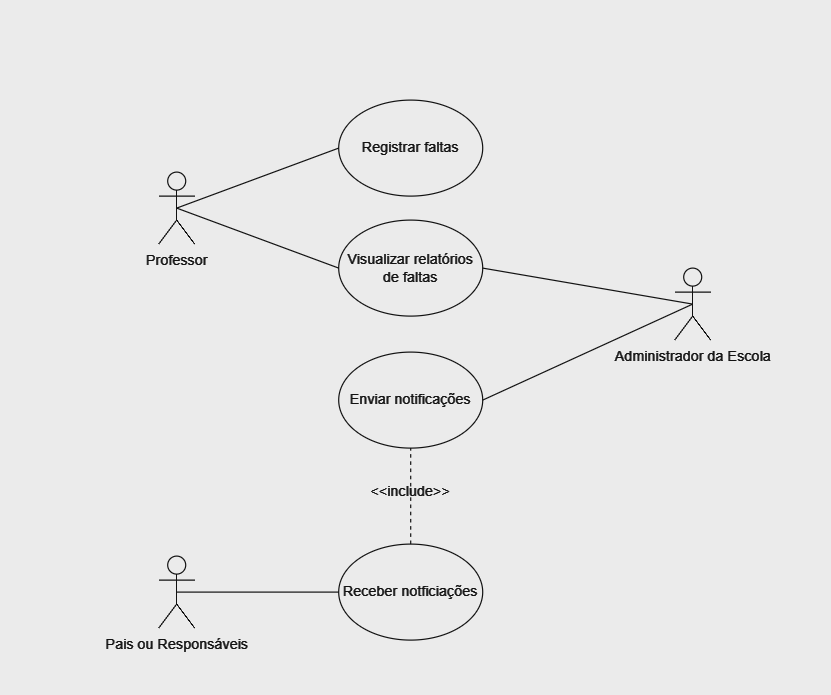 Registrar faltas
Professor
Visualizar relatórios
de faltas
Administrador da Escola
Enviar notificações
<<include>>
Receber notficiações
Pais ou Responsáveis